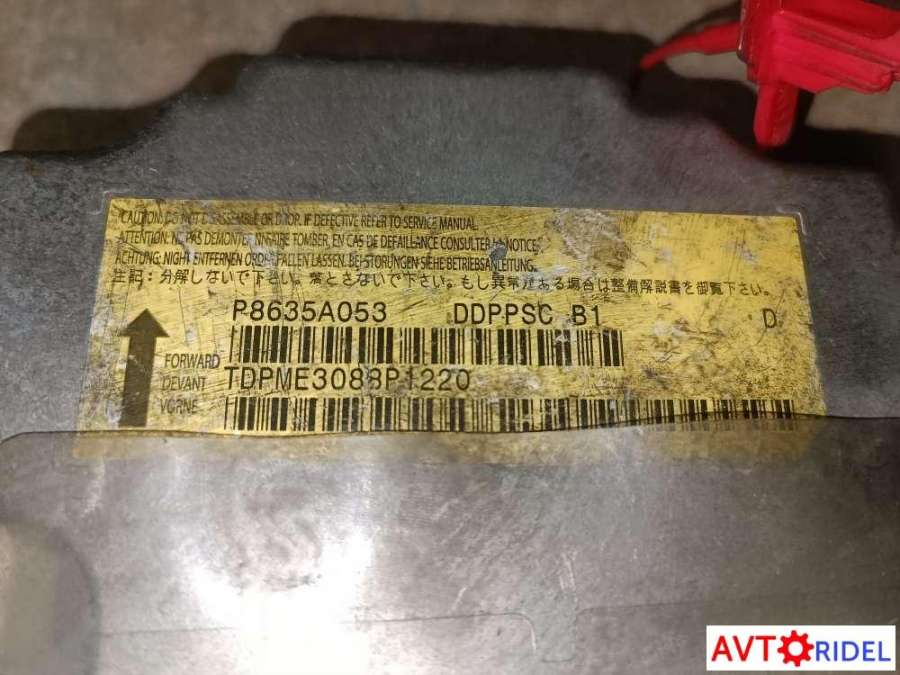 CAUTION: DO NOT DISASSEMBLE OR DROP. IF DEFECTIVE REFER TO SERVICE MANUAL.
ATTENTION. NE PAS DEMONTER NI FAIRE TOMBER, EN CAS DE DEFAILLANCE CONSULTER LA NOTICE.
ACHTUNG. NIGHT ENTFERNEN ODER FALLEN LASSEN. BEI STORUNGEN SIEHE BETRIEBSANLEITUNG.
注記:分解しないで下さい。落とさないで下さい。もし異常がある場合は整備解説書を御覧下さい。
P8635A053 DDPPSC B1 D
FORWARD
DEVANT
VORNE
TDPME3088P1220
AVTORIDEL